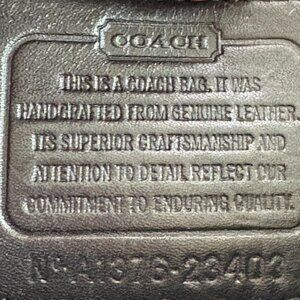 COACH
THIS IS A COACH BAG. IT WAS
HANDCRAFTED FROM GENUINE LEATHER.
ITS SUPERIOR CRAFTSMANSHIP AND
ATTENTION TO DETAIL REFLECT OUR
COMMITMENT TO ENDURING QUALITY.
Nº A1376-23402